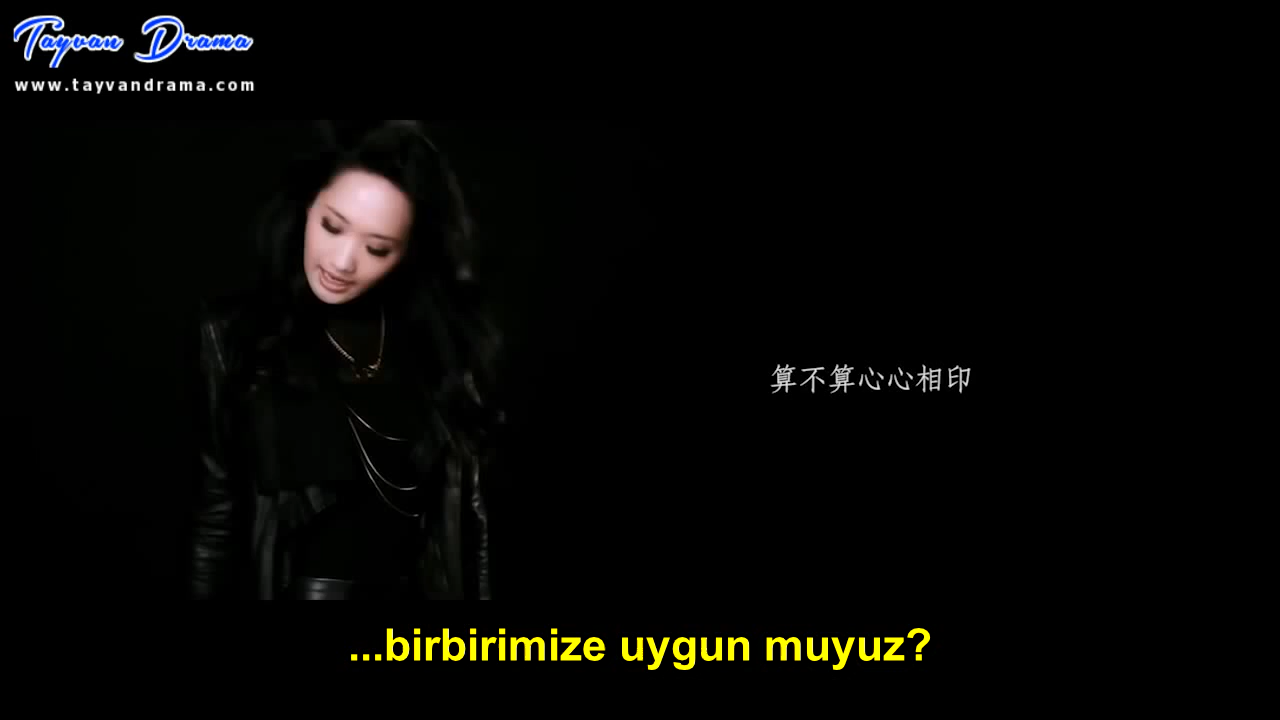 Tayvan Drama
www.tayvandrama.com
算不算心心相印
...birbirimize uygun muyuz?